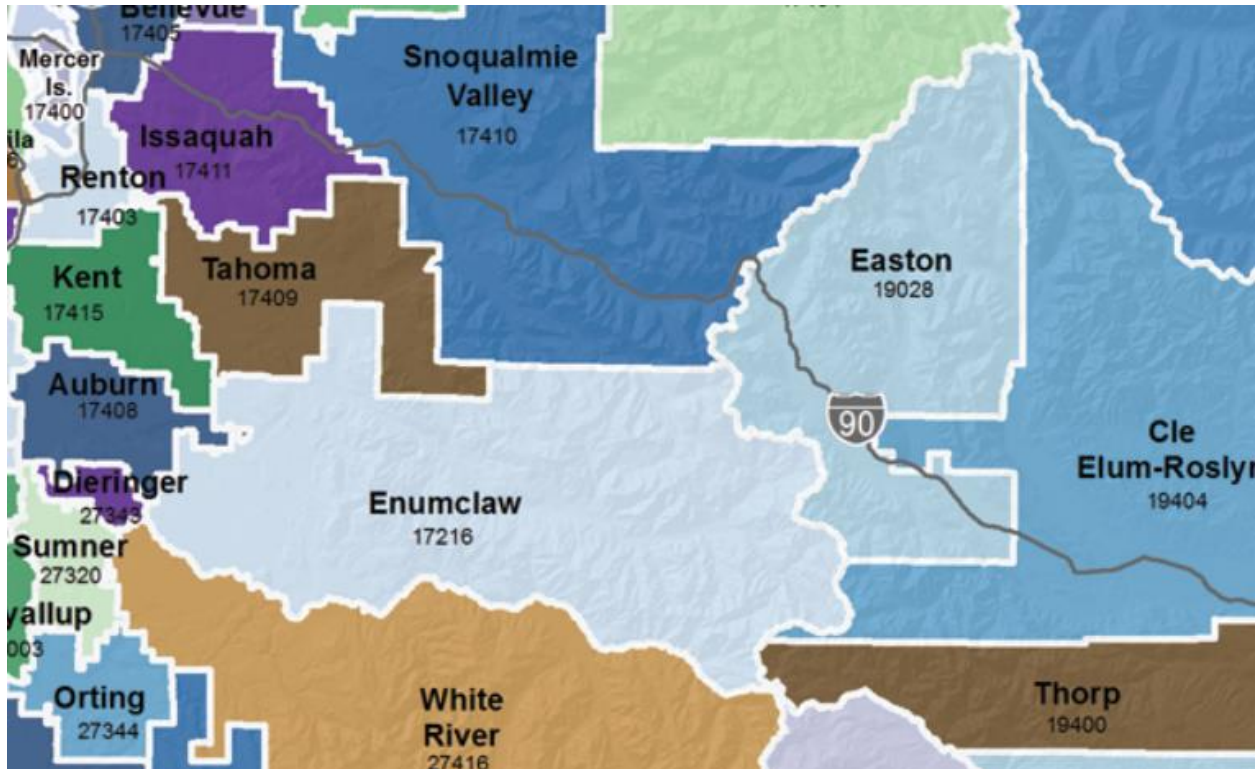 Bellevue
17405
Mercer
Is.
17400
Snoqualmie
Valley
17410
Issaquah
17411
ila
Renton
17403
Kent
17415
Tahoma
17409
Easton
19028
Auburn
17408
90
Cle
Elum-Roslyn
19404
Dieringer
27343
Enumclaw
17216
Sumner
27320
yallup
003
Orting
27344
White
River
27416
Thorp
19400